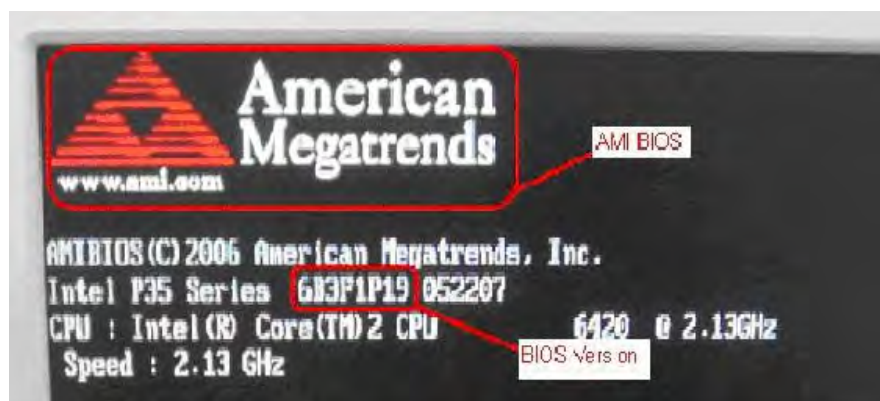 American
Megatrends
www.ami.com
AMI BIOS
AMIBIOS(C)2006 American Megatrends, Inc.
Intel P35 Series 6B3F1P19 052207
CPU : Intel(R) Core(TM)2 CPU 6420 @ 2.13GHz
BIOS Vers on
Speed : 2.13 GHz